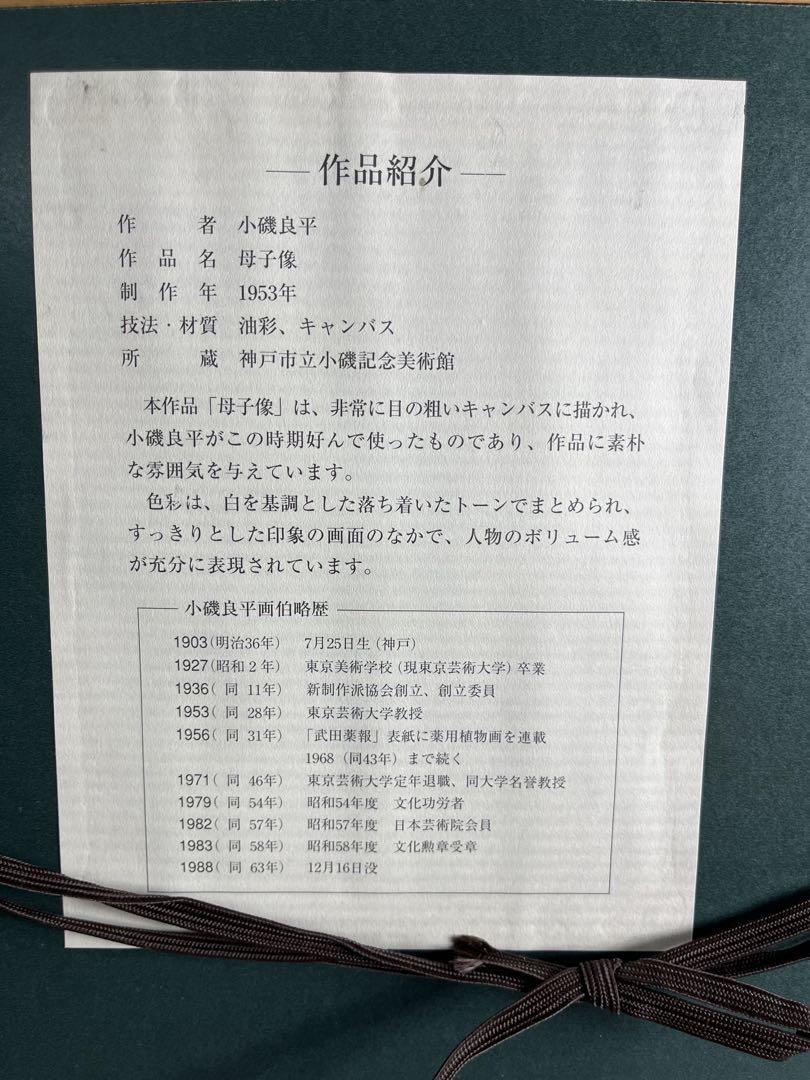 作品紹介
作者 小磯良平
作品名 母子像
制作年 1953年
技法・材質 油彩、キャンバス
所蔵 神戸市立小磯記念美術館
本作品「母子像」は、非常に目の粗いキャンバスに描かれ、
小磯良平がこの時期好んで使ったものであり、作品に素朴
な雰囲気を与えています。
色彩は、白を基調とした落ち着いたトーンでまとめられ、
すっきりとした印象の画面のなかで、人物のボリューム感
が充分に表現されています。
小磯良平画伯略歴
1903(明治36年) 7月25日生(神戸)
1927(昭和2年) 東京美術学校(現東京芸術大学)卒業
1936(同 11年) 新制作派協会創立、創立委員
1953(同 28年) 東京芸術大学教授
1956(同 31年) 「武田薬報」表紙に薬用植物画を連載
1968(同43年)まで続く
1971(同 46年) 東京芸術大学定年退職、同大学名誉教授
1979(同 54年) 昭和54年度 文化功労者
1982(同 57年) 昭和57年度 日本芸術院会員
1983(同 58年) 昭和58年度 文化勲章受章
1988(同 63年) 12月16日没